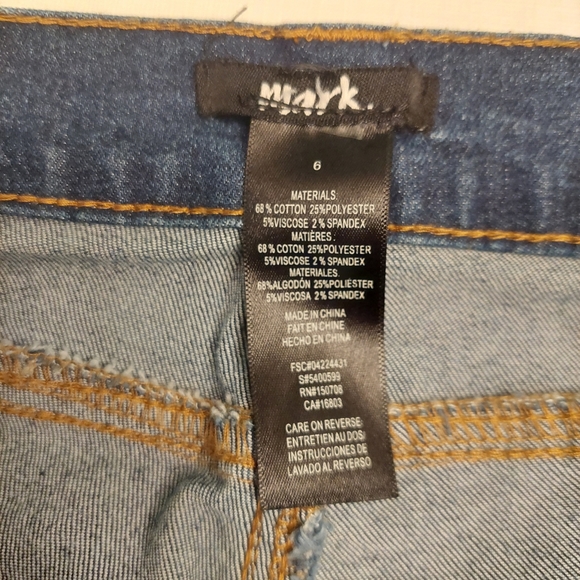 mark.
6
MATERIALS:
68% COTTON 25%POLYESTER
5%VISCOSE 2% SPANDEX
MATIÈRES :
68% COTON 25%POLYESTER
5%VISCOSE 2% SPANDEX
MATERIALES:
68%ALGODÓN 25%POLIÉSTER
5%VISCOSA 2% SPANDEX
MADE IN CHINA
FAIT EN CHINE
HECHO EN CHINA
FSC#04224431
S#5400599
RN#150708
CA#16803
CARE ON REVERSE:
ENTRETIEN AU DOS:
INSTRUCCIONES DE
LAVADO AL REVERSO